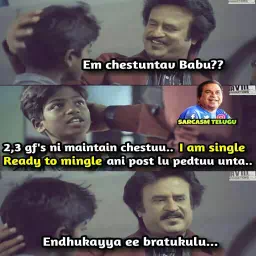 Em chestuntav Babu??
SARCASM TELUGU
2,3 gf's ni maintain chestuu.. I am single
Ready to mingle ani post lu pedtuu unta..
Endhukayya ee bratukulu...